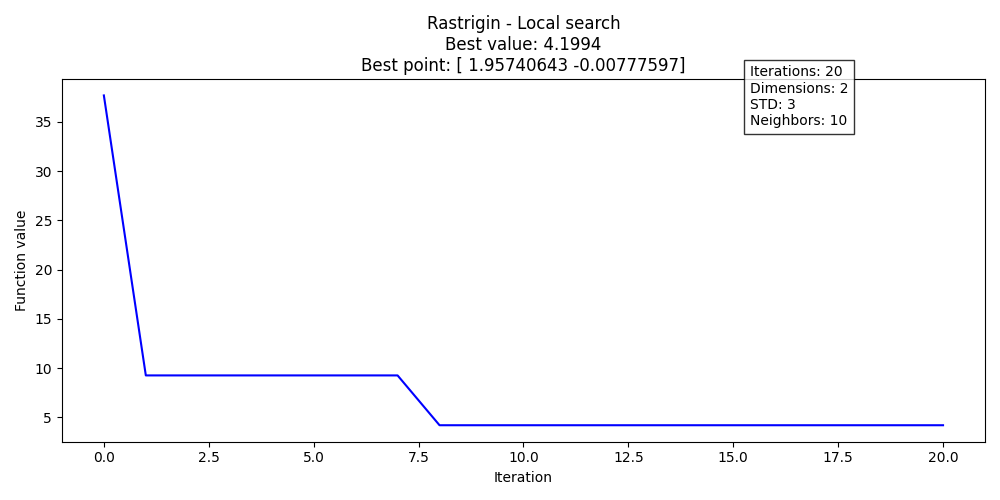 Rastrigin - Local search
Best value: 4.1994
Best point: [ 1.95740643 -0.00777597]
Iterations: 20
Dimensions: 2
STD: 3
Neighbors: 10
Function value
35
30
25
20
15
10
5
0.0 2.5 5.0 7.5 10.0 12.5 15.0 17.5 20.0
Iteration